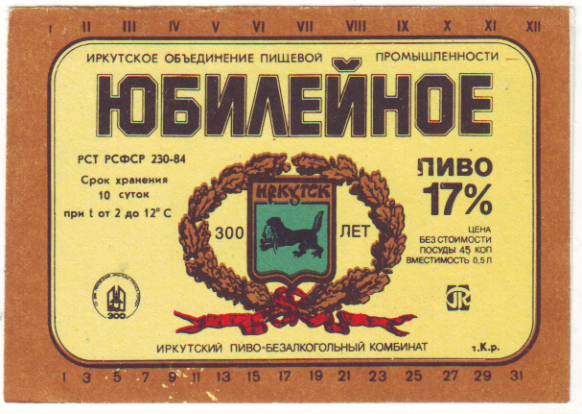 I II III IV V VI VII VIII IX X XI XII
ИРКУТСКОЕ ОБЪЕДИНЕНИЕ ПИЩЕВОЙ ПРОМЫШЛЕННОСТИ
ЮБИЛЕЙНОЕ
РСТ РСФСР 230-84
Срок хранения
10 суток
при t от 2 до 12° С
ИРКУТСК
300 ЛЕТ
ПИВО
17%
ЦЕНА
БЕЗ СТОИМОСТИ
ПОСУДЫ 45 КОП
ВМЕСТИМОСТЬ 0,5 Л
300
ИРКУТСКИЙ ПИВО-БЕЗАЛКОГОЛЬНЫЙ КОМБИНАТ
т.К.р.
1 3 5 7 9 11 13 15 17 19 21 23 25 27 29 31